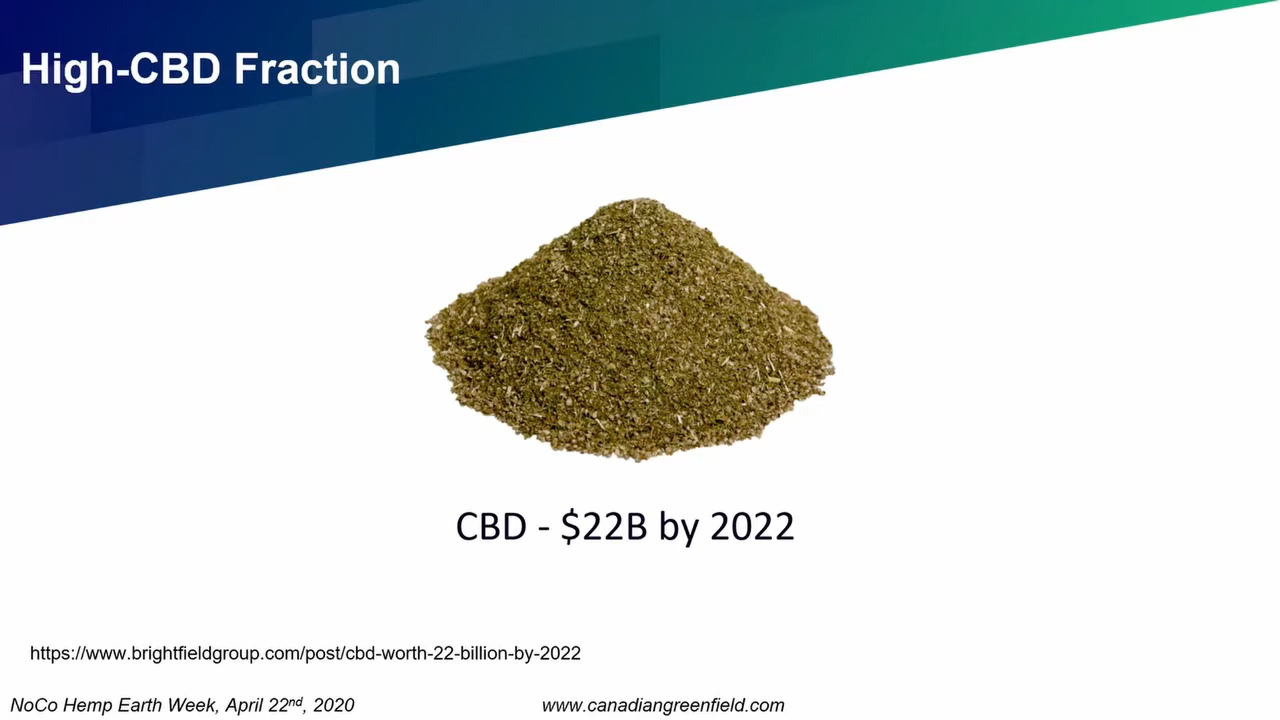 High-CBD Fraction
CBD - $22B by 2022
https://www.brightfieldgroup.com/post/cbd-worth-22-billion-by-2022
NoCo Hemp Earth Week, April 22nd, 2020
www.canadiangreenfield.com